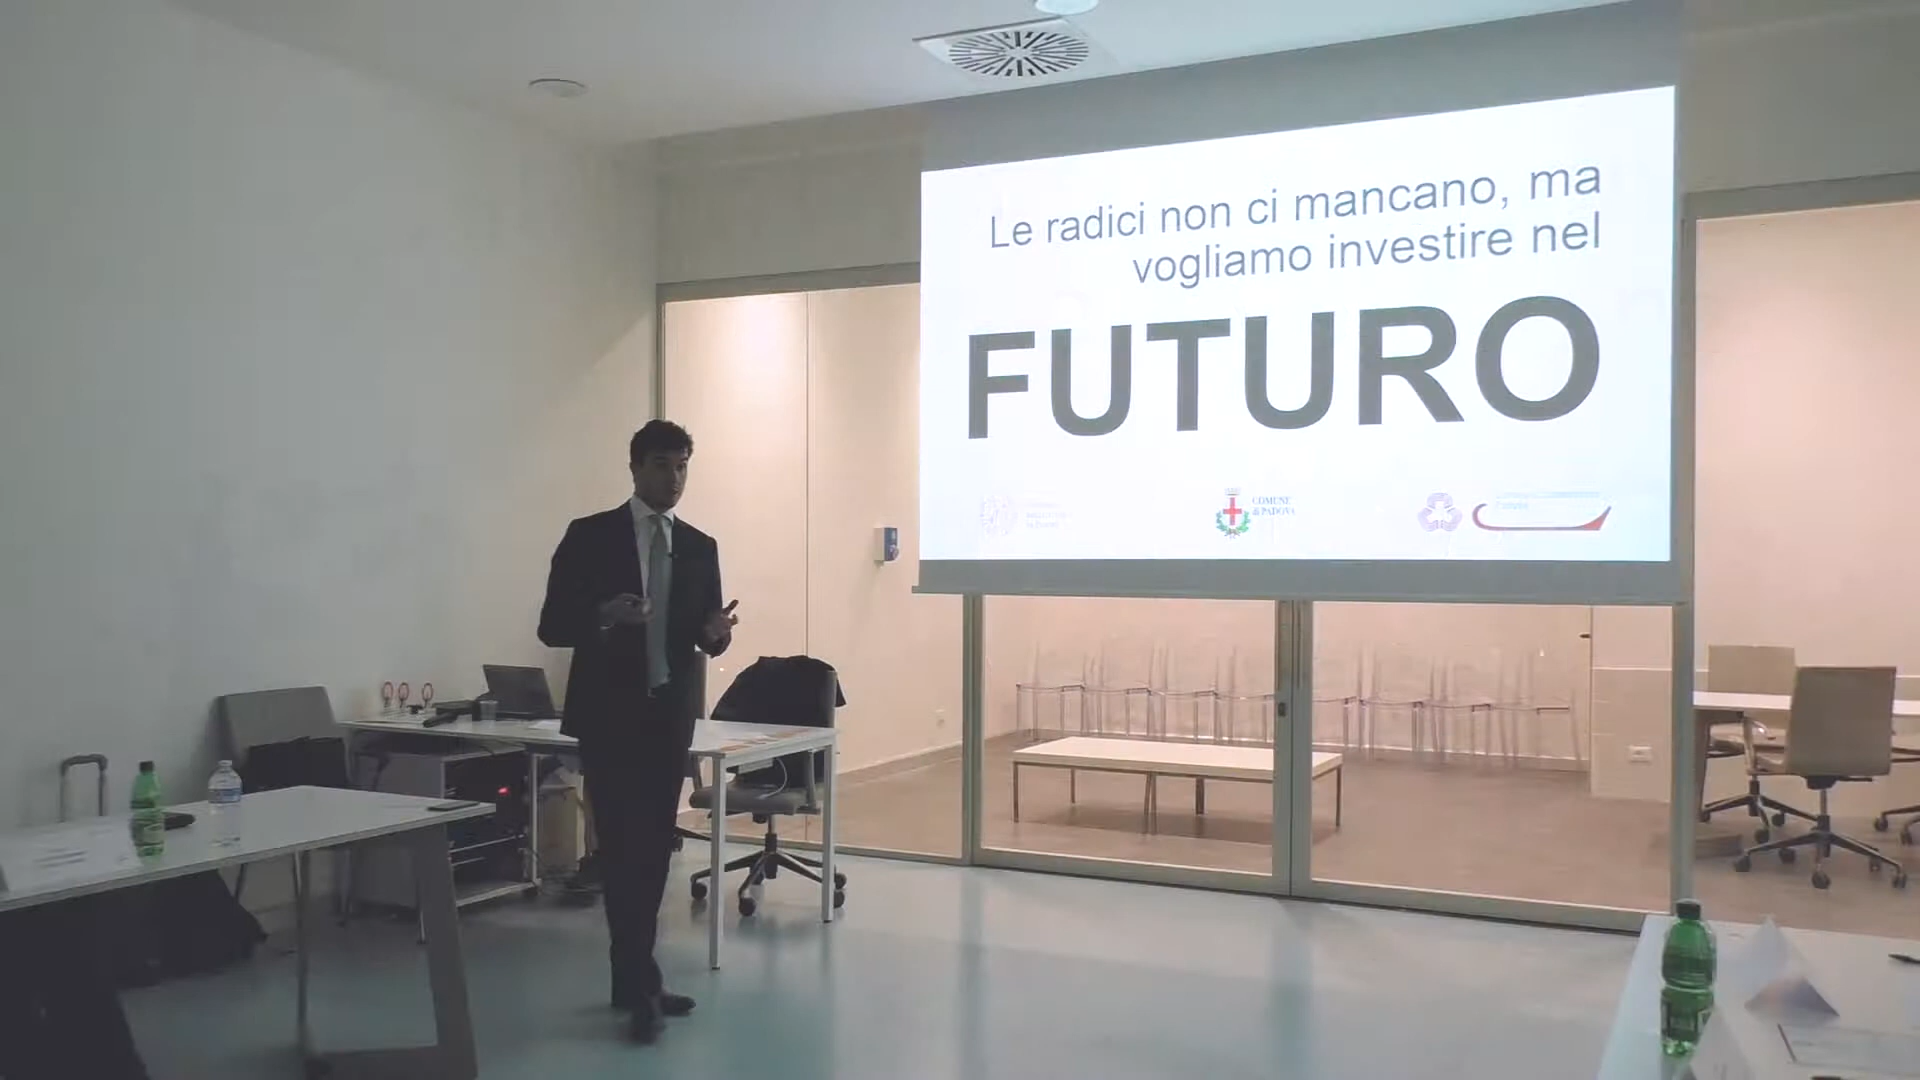 Le radici non ci mancano, ma
vogliamo investire nel
FUTURO
COMUNE
di PADOVA